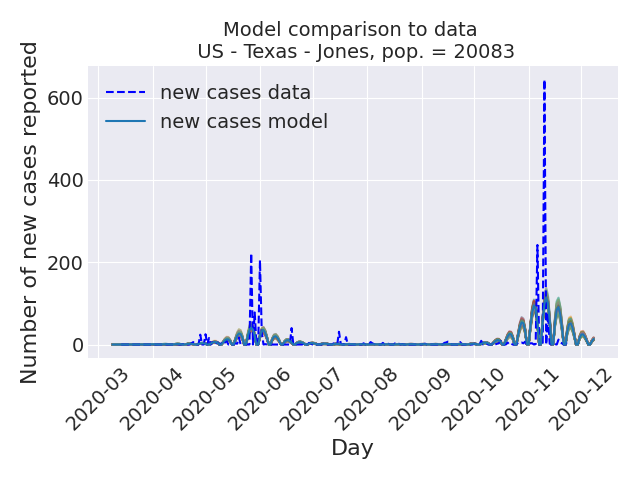 Model comparison to data
US - Texas - Jones, pop. = 20083
Number of new cases reported
600
400
200
0
new cases data
new cases model
2020-03
2020-04
2020-05
2020-06
2020-07
2020-08
2020-09
2020-10
2020-11
2020-12
Day